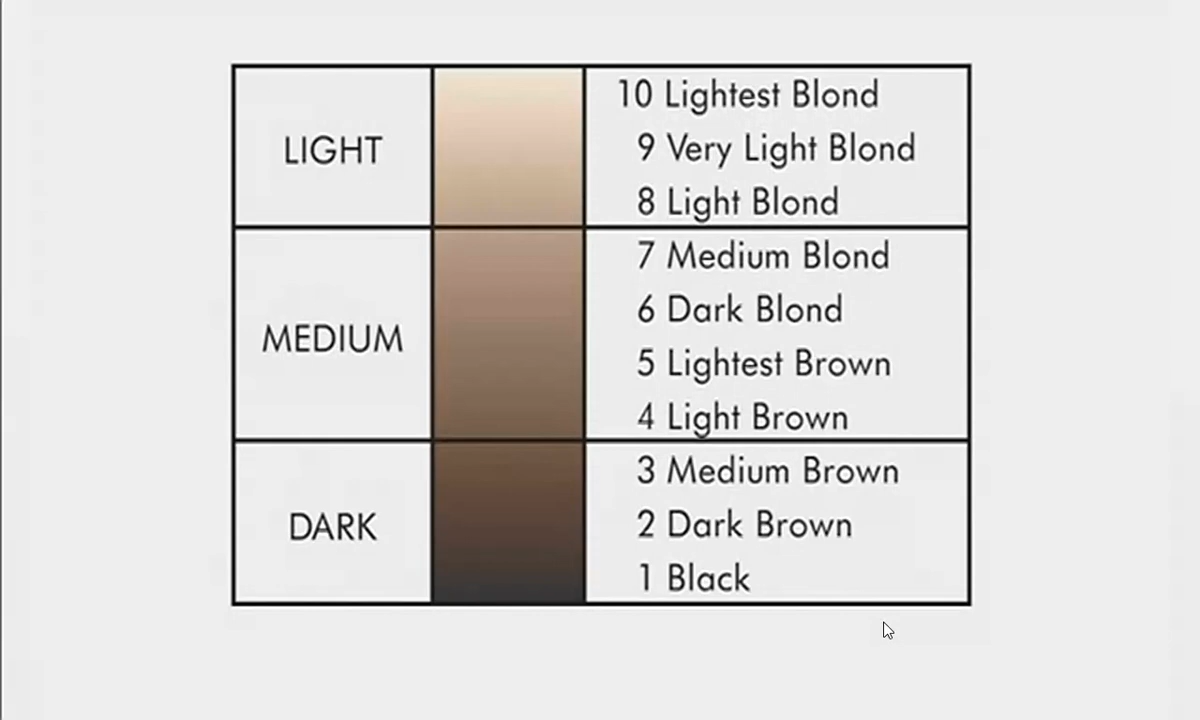 LIGHT
10 Lightest Blond
9 Very Light Blond
8 Light Blond
MEDIUM
7 Medium Blond
6 Dark Blond
5 Lightest Brown
4 Light Brown
DARK
3 Medium Brown
2 Dark Brown
1 Black